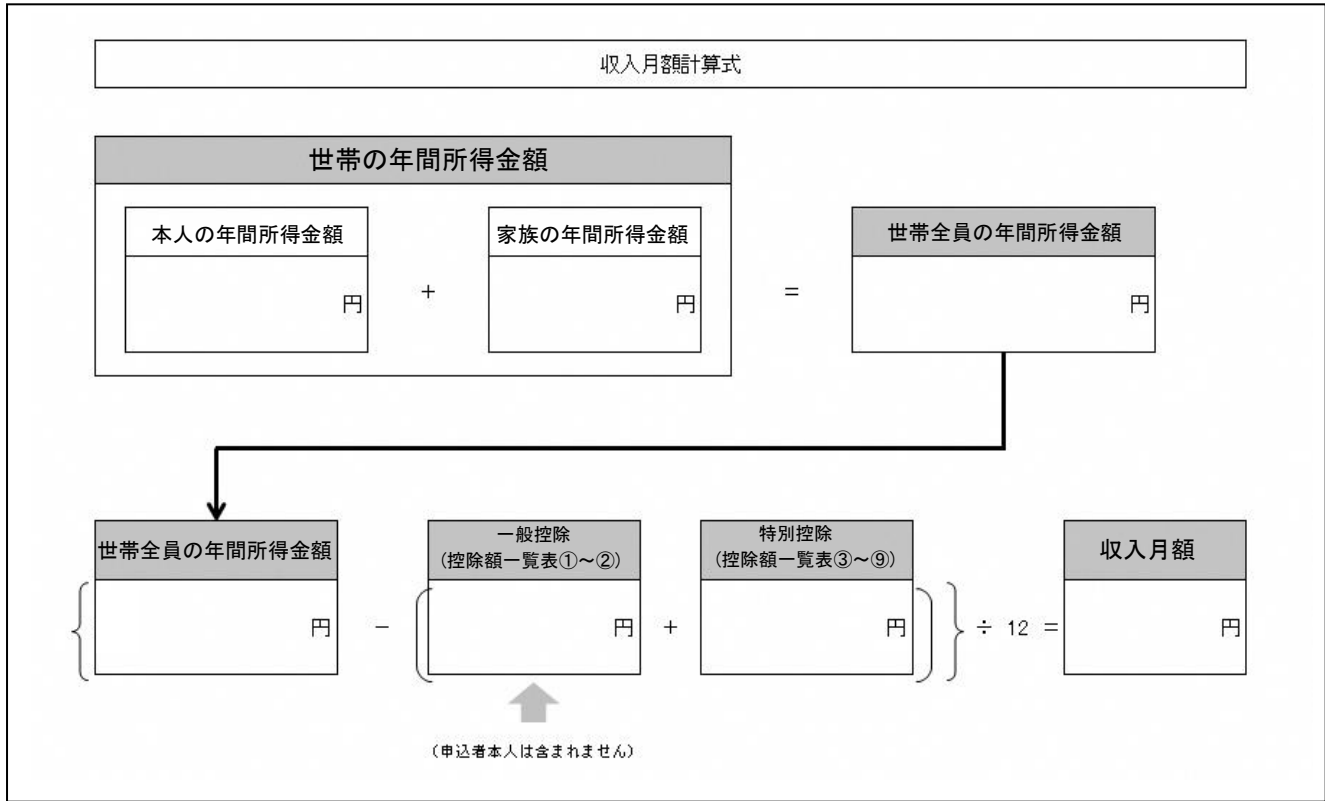 収入月額計算式
世帯の年間所得金額
本人の年間所得金額
家族の年間所得金額
世帯全員の年間所得金額
円
+
円
=
円
世帯全員の年間所得金額
一般控除
(控除額一覧表①~②)
特別控除
(控除額一覧表③~⑨)
収入月額
{
円
-
(
円
+
円
)
}
÷ 12 =
円
(申込者本人は含まれません)